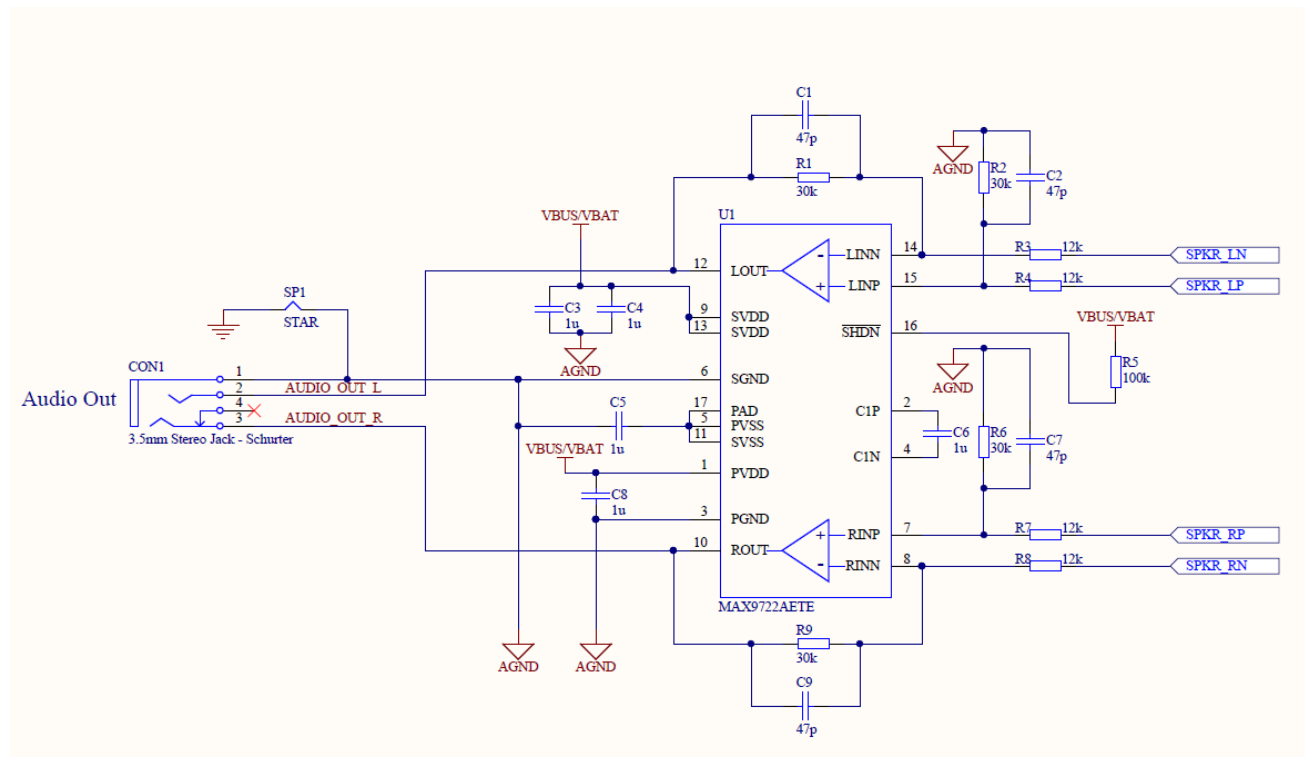 C1
47p
R1
30k
AGND
R2
30k
C2
47p
U1
VBUS/VBAT
12
LOUT
-
+
LINN
14
LINP
15
R3
12k
SPKR_LN
R4
12k
SPKR_LP
SP1
STAR
C3
1u
C4
1u
9
SVDD
13
SVDD
SHDN
16
VBUS/VBAT
R5
100k
AGND
AGND
CON1
Audio Out
1
2
4
3
AUDIO_OUT_L
AUDIO_OUT_R
3.5mm Stereo Jack - Schurter
6
SGND
C5
1u
17
PAD
5
PVSS
11
SVSS
C1P
2
C1N
4
C6
1u
R6
30k
C7
47p
VBUS/VBAT
1
PVDD
C8
1u
3
PGND
10
ROUT
+
-
RINP
7
RINN
8
R7
12k
SPKR_RP
R8
12k
SPKR_RN
MAX9722AETE
AGND
AGND
R9
30k
C9
47p